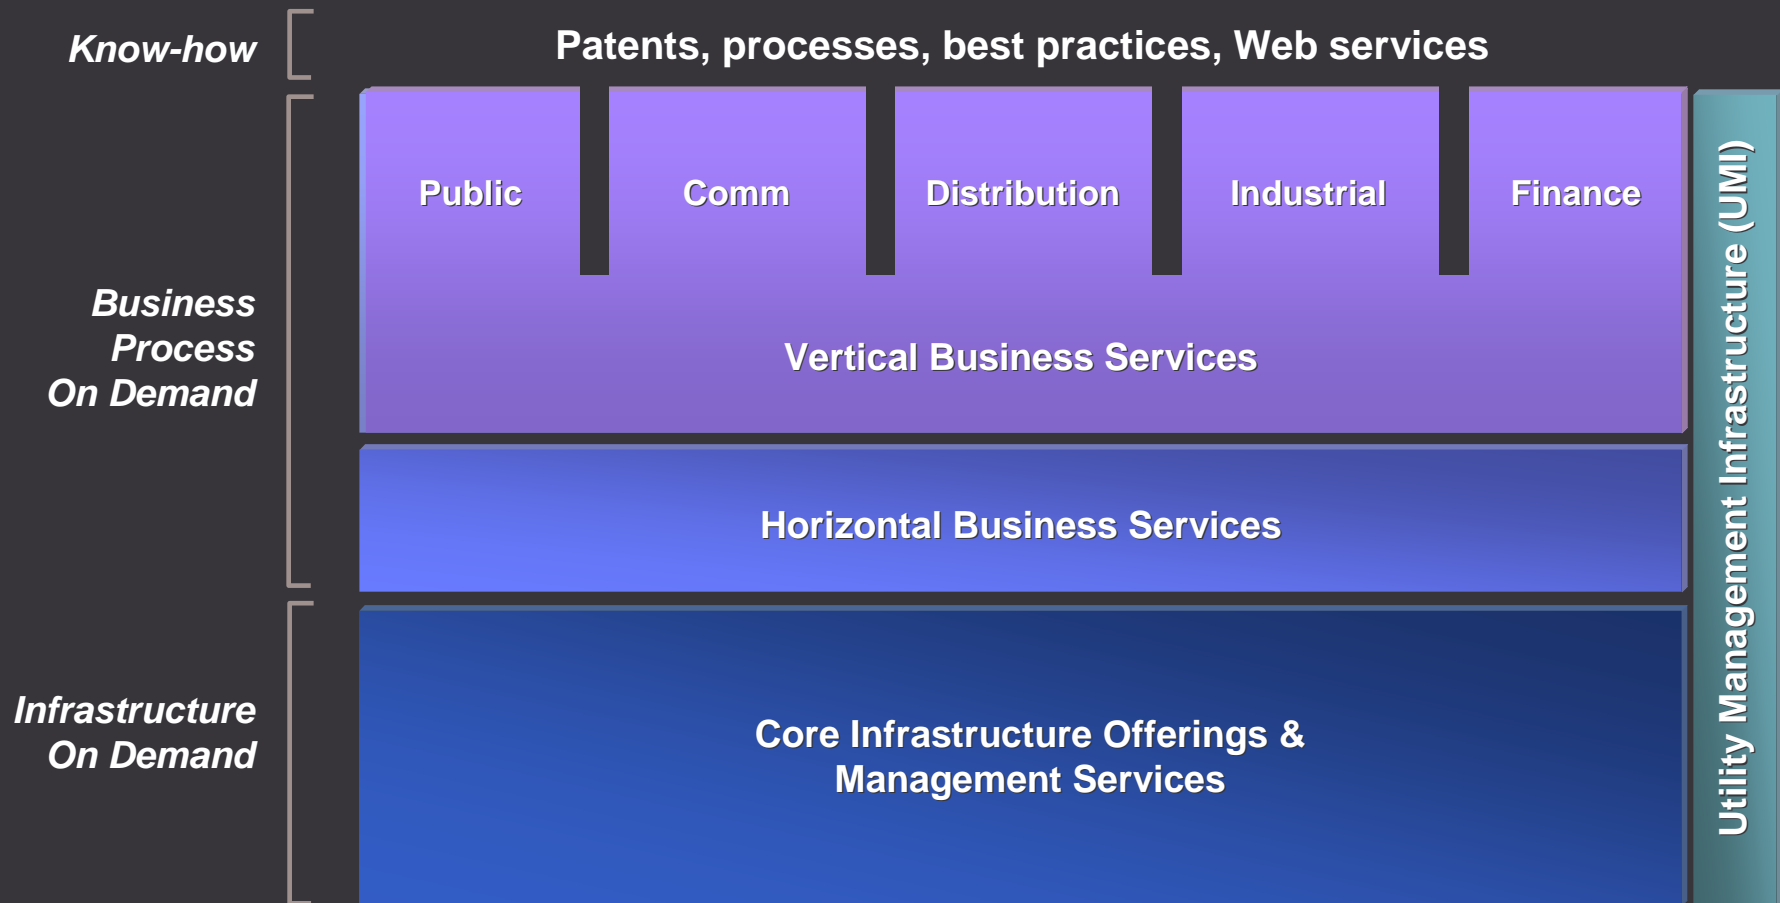 Know-how
Patents, processes, best practices, Web services
Public
Comm
Distribution
Industrial
Finance
Business
Process
On Demand
Vertical Business Services
Horizontal Business Services
Infrastructure
On Demand
Core Infrastructure Offerings &
Management Services
Utility Management Infrastructure (UMI)